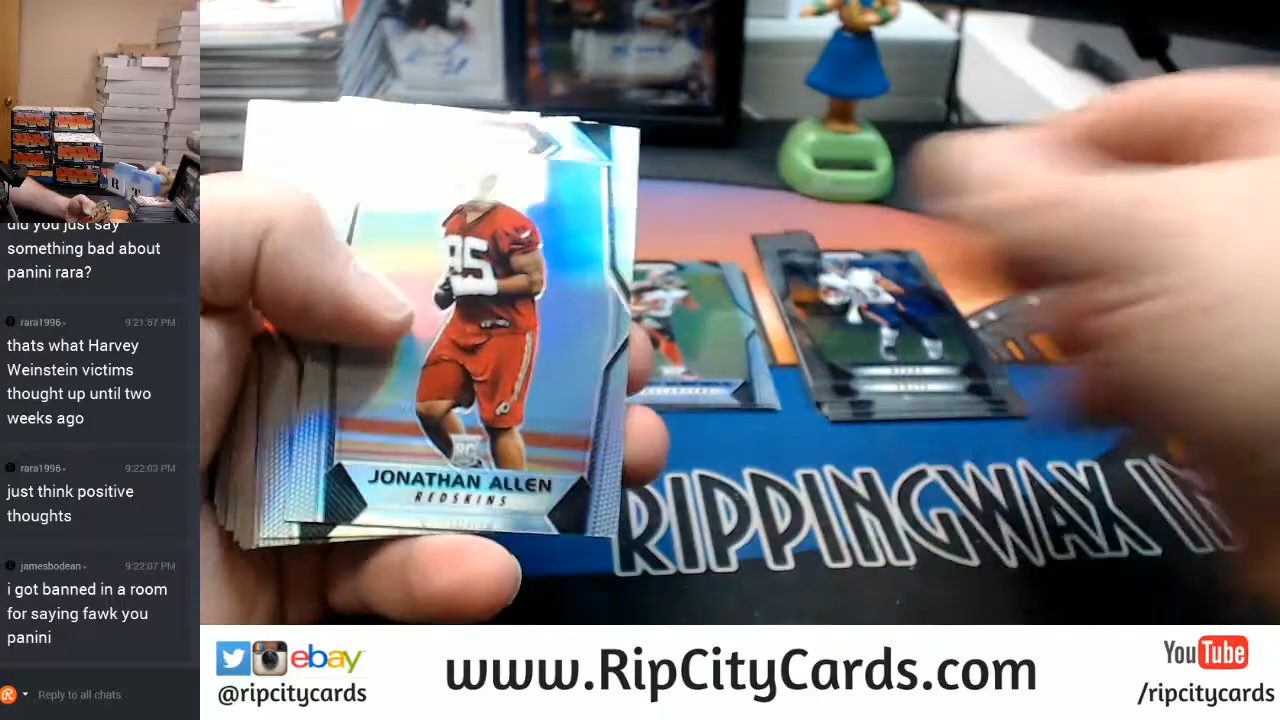 did you just say
something bad about
panini rara?
rara1996
9:21:57 PM
thats what Harvey
Weinstein victims
thought up until two
weeks ago
rara1996
9:22:03 PM
just think positive
thoughts
jamesbodean
9:22:07 PM
i got banned in a room
for saying fawk you
panini
Reply to all chats
95
RC
JONATHAN ALLEN
REDSKINS
RIPPINGWAX
ebay
@ripcitycards
www.RipCityCards.com
YouTube
/ripcitycards